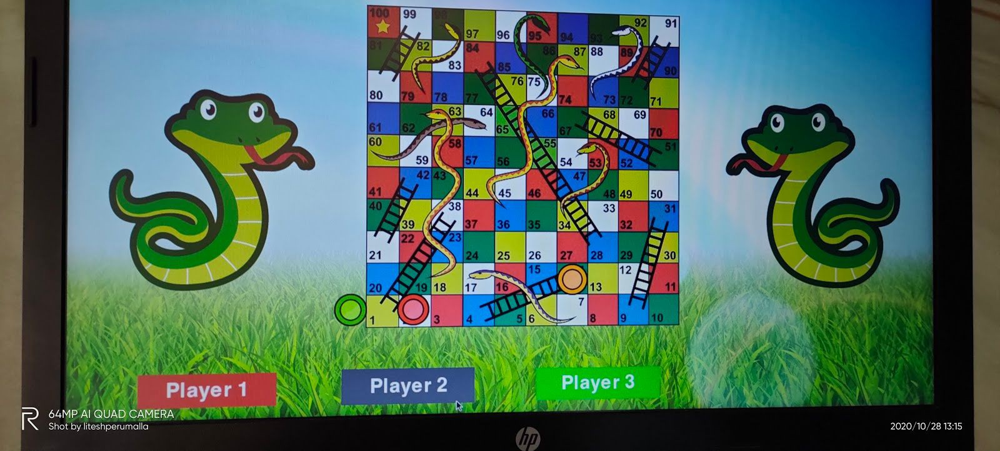 100 99 98 97 96 95 94 93 92 91
81 82 83 84 85 86 87 88 89 90
80 79 78 77 76 75 74 73 72 71
61 62 63 64 65 66 67 68 69 70
60 59 58 57 56 55 54 53 52 51
41 42 43 44 45 46 47 48 49 50
40 39 38 37 36 35 34 33 32 31
21 22 23 24 25 26 27 28 29 30
20 19 18 17 16 15 13 12 11
1 3 4 5 6 7 8 9 10
Player 1 Player 2 Player 3
R 64MP AI QUAD CAMERA
Shot by liteshperumalla
2020/10/28 13:15
hp